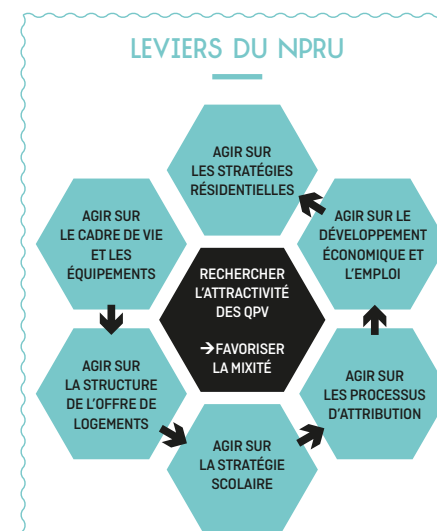 LEVIERS DU NPRU
AGIR SUR
LES STRATÉGIES
RÉSIDENTIELLES
AGIR SUR
LE CADRE DE VIE
ET LES
ÉQUIPEMENTS
AGIR SUR LE
DÉVELOPPEMENT
ÉCONOMIQUE ET
L'EMPLOI
RECHERCHER
L'ATTRACTIVITÉ
DES QPV
→FAVORISER
LA MIXITÉ
AGIR SUR
LA STRUCTURE
DE L'OFFRE DE
LOGEMENTS
AGIR SUR
LES PROCESSUS
D'ATTRIBUTION
AGIR SUR
LA STRATÉGIE
SCOLAIRE